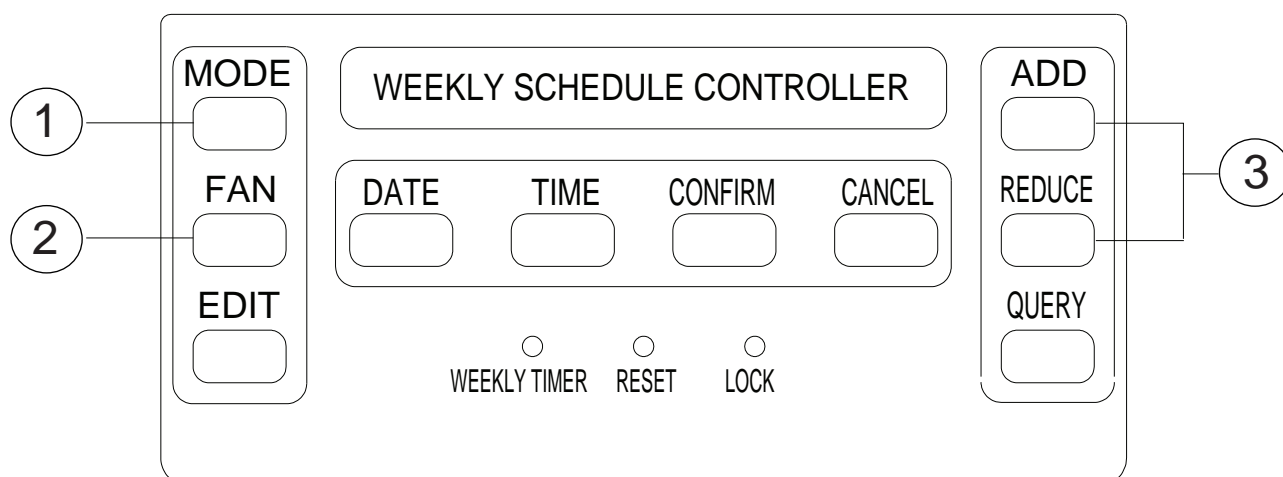 MODE
WEEKLY SCHEDULE CONTROLLER
ADD
1
FAN
DATE
TIME
CONFIRM
CANCEL
REDUCE
3
2
EDIT
QUERY
WEEKLY TIMER
RESET
LOCK